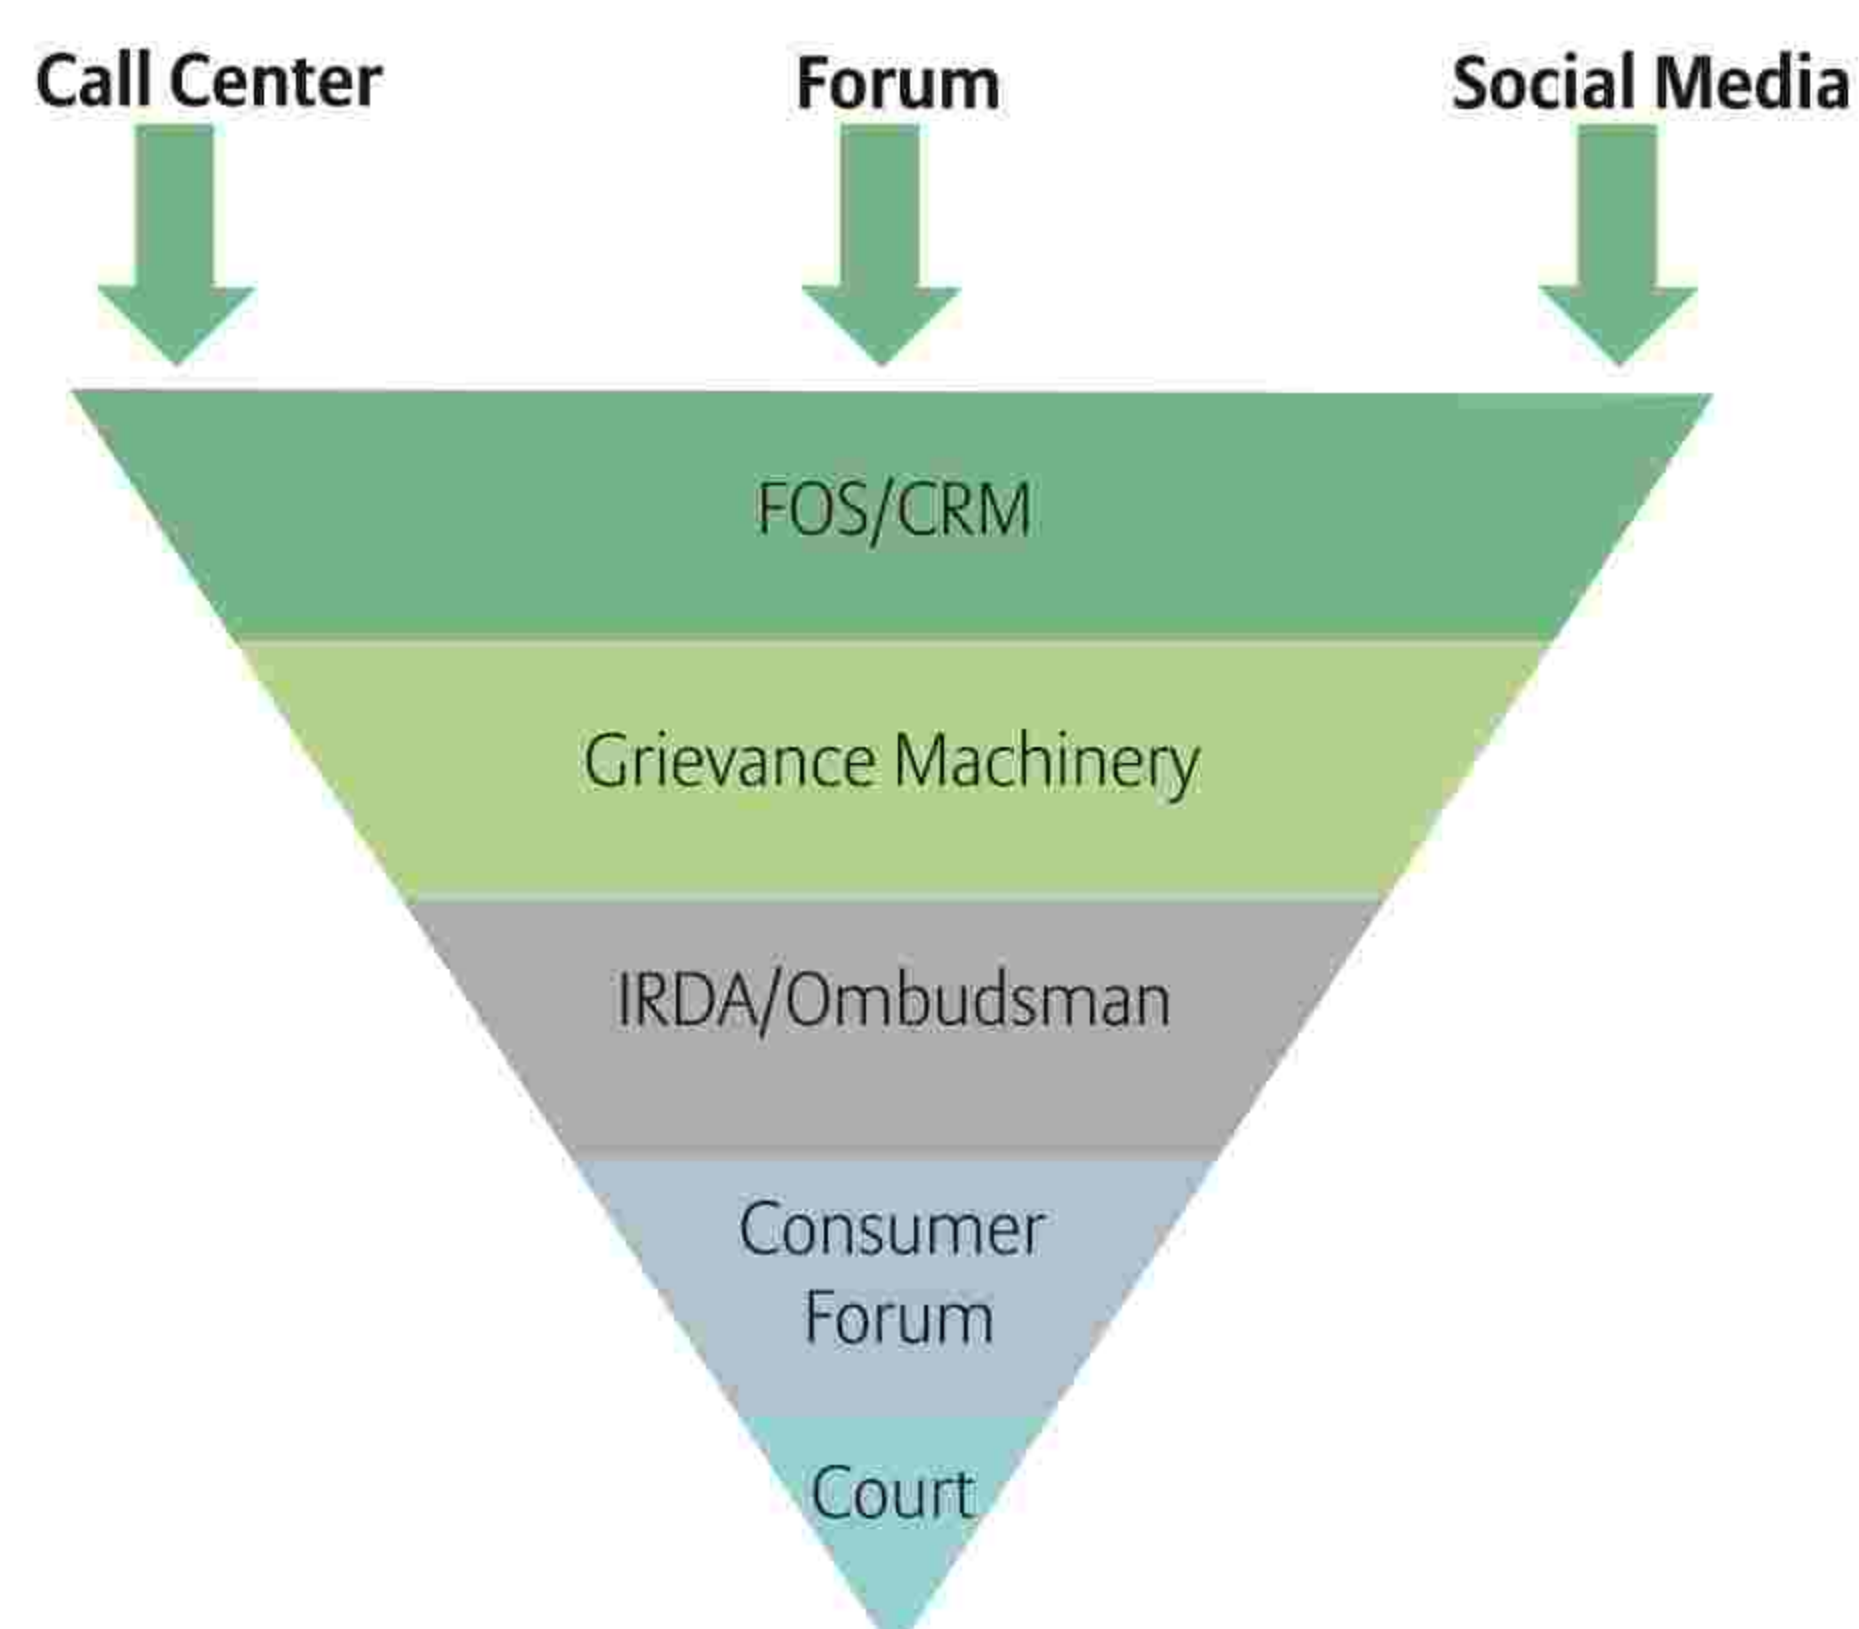 Call Center
Forum
Social Media
FOS/CRM
Grievance Machinery
IRDA/Ombudsman
Consumer
Forum
Court